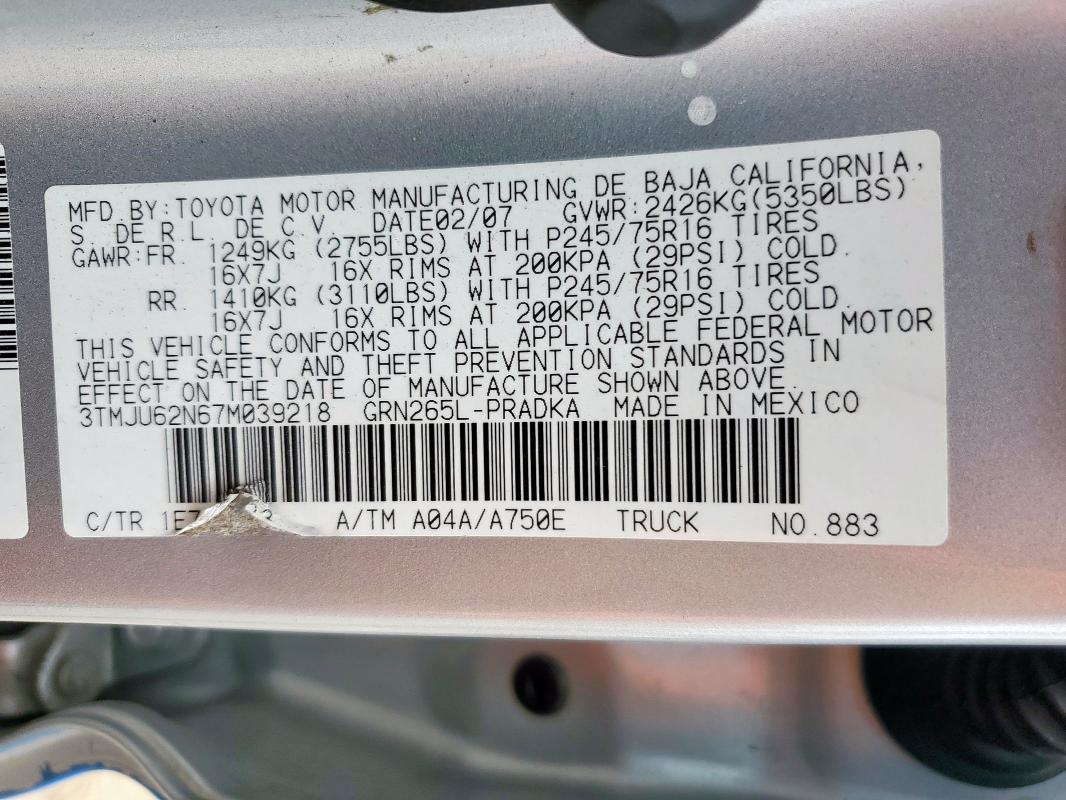 MFD.BY:TOYOTA MOTOR MANUFACTURING DE BAJA CALIFORNIA,
S. DE R.L. DE C.V. DATE02/07 GVWR:2426KG(5350LBS)
GAWR:FR. 1249KG (2755LBS) WITH P245/75R16 TIRES
16X7J 16X RIMS AT 200KPA (29PSI) COLD.
RR. 1410KG (3110LBS) WITH P245/75R16 TIRES
16X7J 16X RIMS AT 200KPA (29PSI) COLD.
THIS VEHICLE CONFORMS TO ALL APPLICABLE FEDERAL MOTOR
VEHICLE SAFETY AND THEFT PREVENTION STANDARDS IN
EFFECT ON THE DATE OF MANUFACTURE SHOWN ABOVE.
3TMJU62N67M039218 GRN265L-PRADKA MADE IN MEXICO
C/TR A/TM A04A/A750E TRUCK NO.883